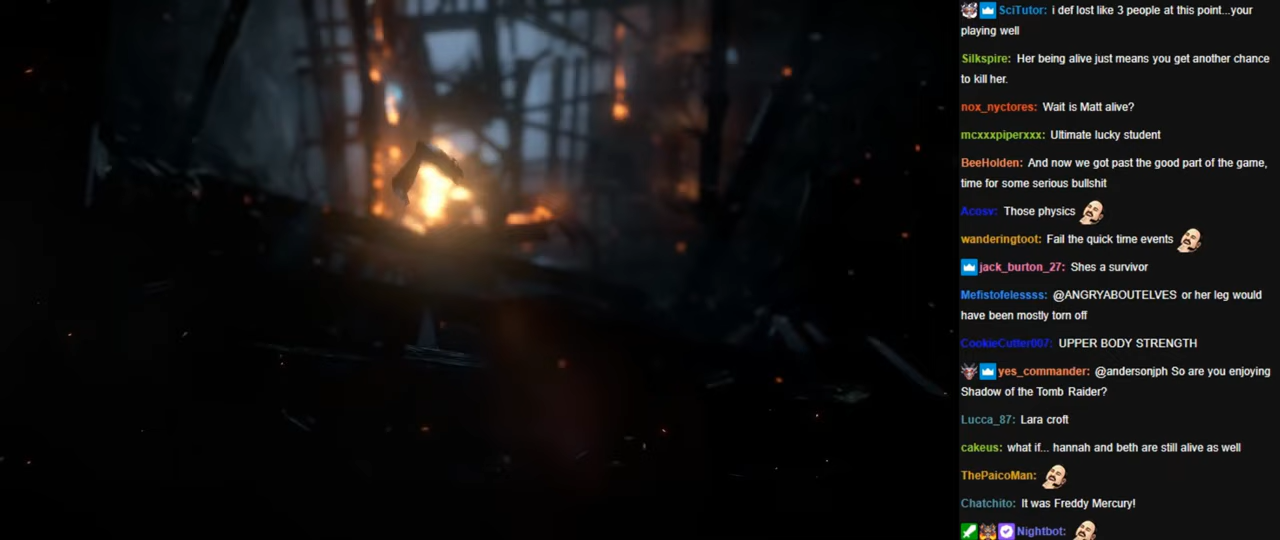 SciTutor: i def lost like 3 people at this point...your
playing well
Silkspire: Her being alive just means you get another chance
to kill her.
nox_nyctores: Wait is Matt alive?
mcxxxpiperxxx: Ultimate lucky student
BeeHolden: And now we got past the good part of the game,
time for some serious bullshit
Acosv: Those physics
wanderingtoot: Fail the quick time events
jack_burton_27: Shes a survivor
Mefistofelessss: @ANGRYABOUTELVES or her leg would
have been mostly torn off
CookieCutter007: UPPER BODY STRENGTH
yes_commander: @andersonjph So are you enjoying
Shadow of the Tomb Raider?
Lucca_87: Lara croft
cakeus: what if... hannah and beth are still alive as well
ThePaicoMan:
Chatchito: It was Freddy Mercury!
Nightbot: